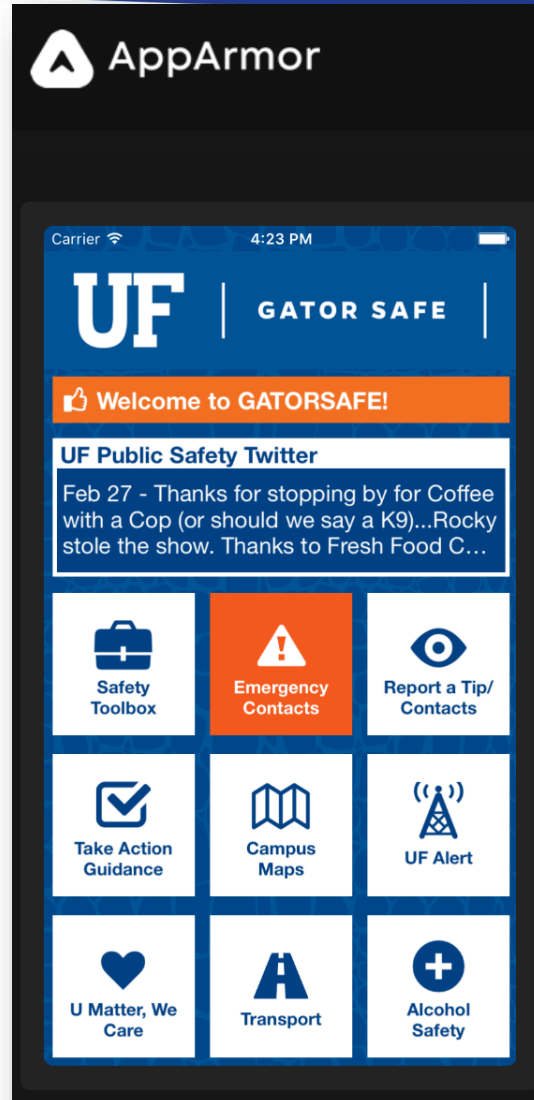 AppArmor
Carrier 4:23 PM
UF GATOR SAFE
Welcome to GATORSAFE!
UF Public Safety Twitter
Feb 27 - Thanks for stopping by for Coffee
with a Cop (or should we say a K9)...Rocky
stole the show. Thanks to Fresh Food C...
Safety
Toolbox
Emergency
Contacts
Report a Tip/
Contacts
Take Action
Guidance
Campus
Maps
UF Alert
U Matter, We
Care
Transport
Alcohol
Safety